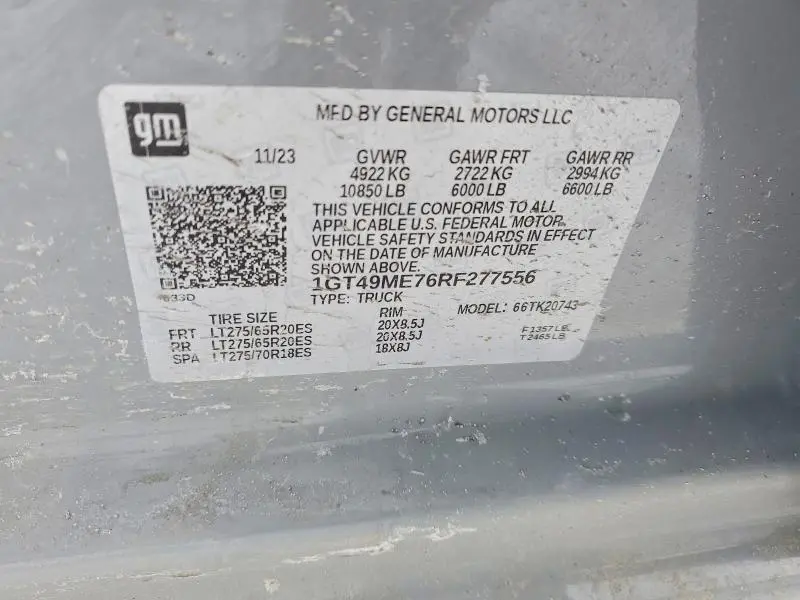 gm
MFD BY GENERAL MOTORS LLC
11/23 GVWR GAWR FRT GAWR RR
4922 KG 2722 KG 2994 KG
10850 LB 6000 LB 6600 LB
THIS VEHICLE CONFORMS TO ALL
APPLICABLE U.S. FEDERAL MOTOR
VEHICLE SAFETY STANDARDS IN EFFECT
ON THE DATE OF MANUFACTURE
SHOWN ABOVE.
1GT49ME76RF277556
TYPE: TRUCK MODEL: 66TK20743
TIRE SIZE RIM
FRT LT275/65R20ES 20X8.5J F1357LB
RR LT275/65R20ES 20X8.5J T2465LB
SPA LT275/70R18ES 18X8J